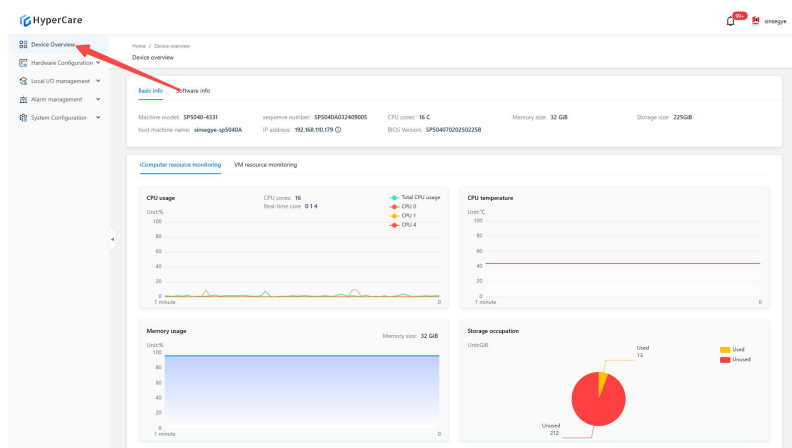 HyperCare
99+
sinsegye
Device Overview
Hardware Configuration
Local I/O management
Alarm management
System Configuration
Home / Device overview
Device overview
Basic info Software info
Machine model: SP5040-4331 sequence number: SP5040A032409005 CPU cores: 16 C Memory size: 32 GiB Storage size: 225GiB
host machine name: sinsegye-sp5040A IP address: 192.168.110.179 BIOS Version: SP50407020250225B
iComputer resource monitoring VM resource monitoring
CPU usage
CPU cores: 16
Real-time core: 0 1 4
Total CPU usage
CPU 0
CPU 1
CPU 4
Unit:%
100
80
60
40
20
0
1 minute 0
CPU temperature
Unit:°C
100
80
60
40
20
0
1 minute 0
Memory usage
Memory size: 32 GiB
Unit:%
100
80
60
40
20
0
1 minute 0
Storage occupation
Unit:GiB
Used
13
Unused
212
Used
Unused